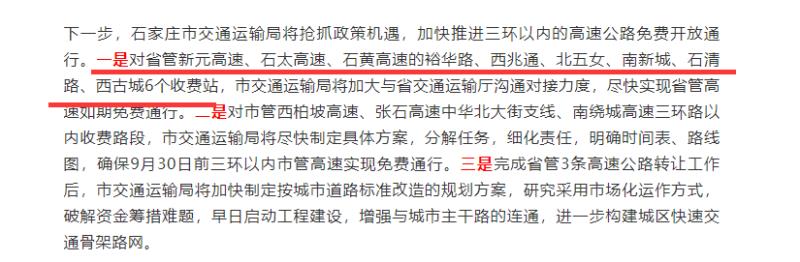 下一步，石家庄市交通运输局将抢抓政策机遇，加快推进三环以内的高速公路免费开放通
行。一是对省管新元高速、石太高速、石黄高速的裕华路、西兆通、北五女、南新城、石清
路、西古城6个收费站，市交通运输局将加大与省交通运输厅沟通对接力度，尽快实现省管高
速如期免费通行。二是对市管西柏坡高速、张石高速中华北大街支线、南绕城高速三环路以
内收费路段，市交通运输局将尽快制定具体方案，分解任务，细化责任，明确时间表、路线
图，确保9月30日前三环以内市管高速实现免费通行。三是完成省管3条高速公路转让工作
后，市交通运输局将加快制定按城市道路标准改造的规划方案，研究采用市场化运作方式，
破解资金筹措难题，早日启动工程建设，增强与城市主干路的连通，进一步构建城区快速交
通骨架路网。